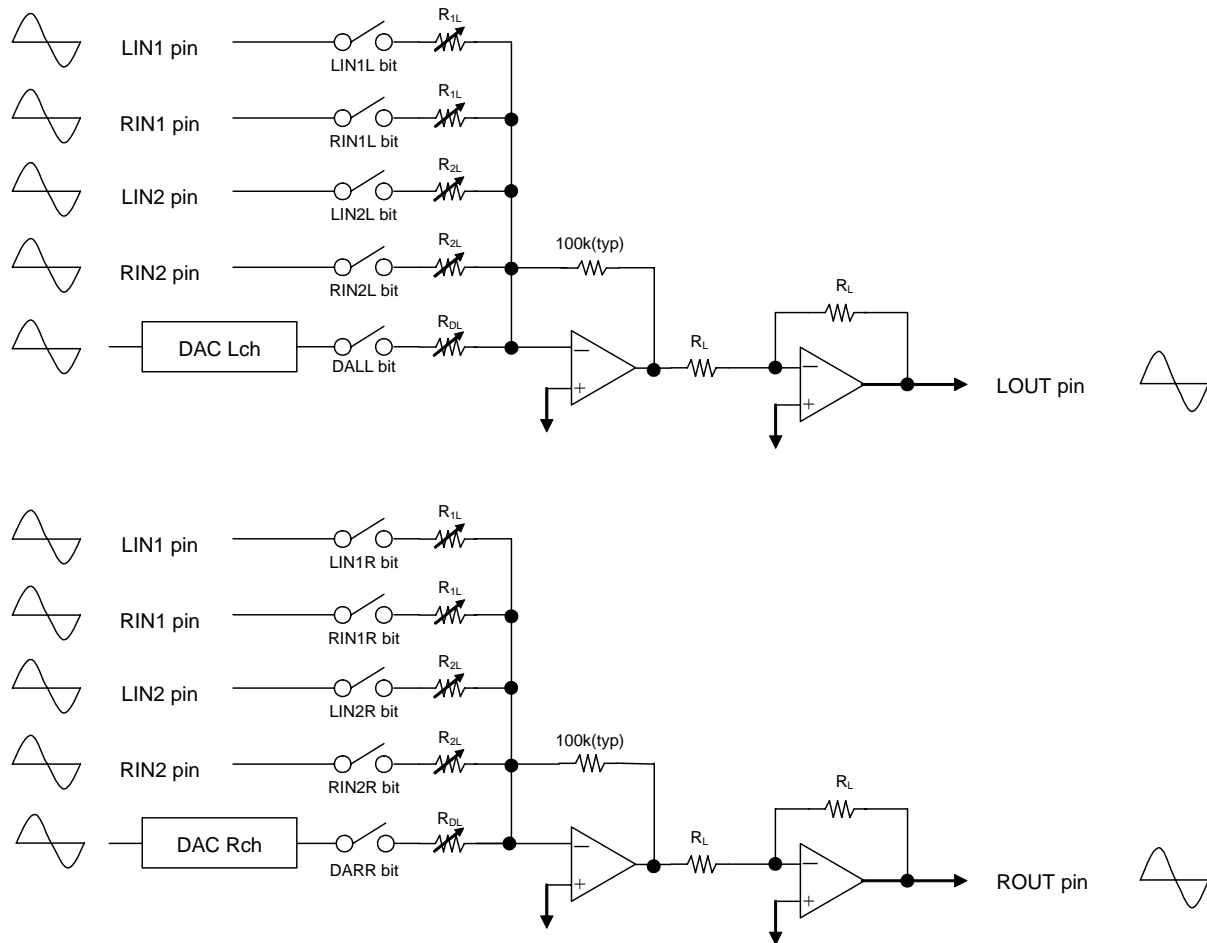 R1L
LIN1 pin
LIN1L bit
R1L
RIN1 pin
RIN1L bit
R2L
LIN2 pin
LIN2L bit
R2L
100k(typ)
RIN2 pin
RIN2L bit
RL
RDL
RL
DAC Lch
DALL bit
−
−
+
+
LOUT pin
R1L
LIN1 pin
LIN1R bit
R1L
RIN1 pin
RIN1R bit
R2L
LIN2 pin
LIN2R bit
R2L
100k(typ)
RIN2 pin
RIN2R bit
RL
RDL
RL
DAC Rch
DARR bit
−
−
+
+
ROUT pin